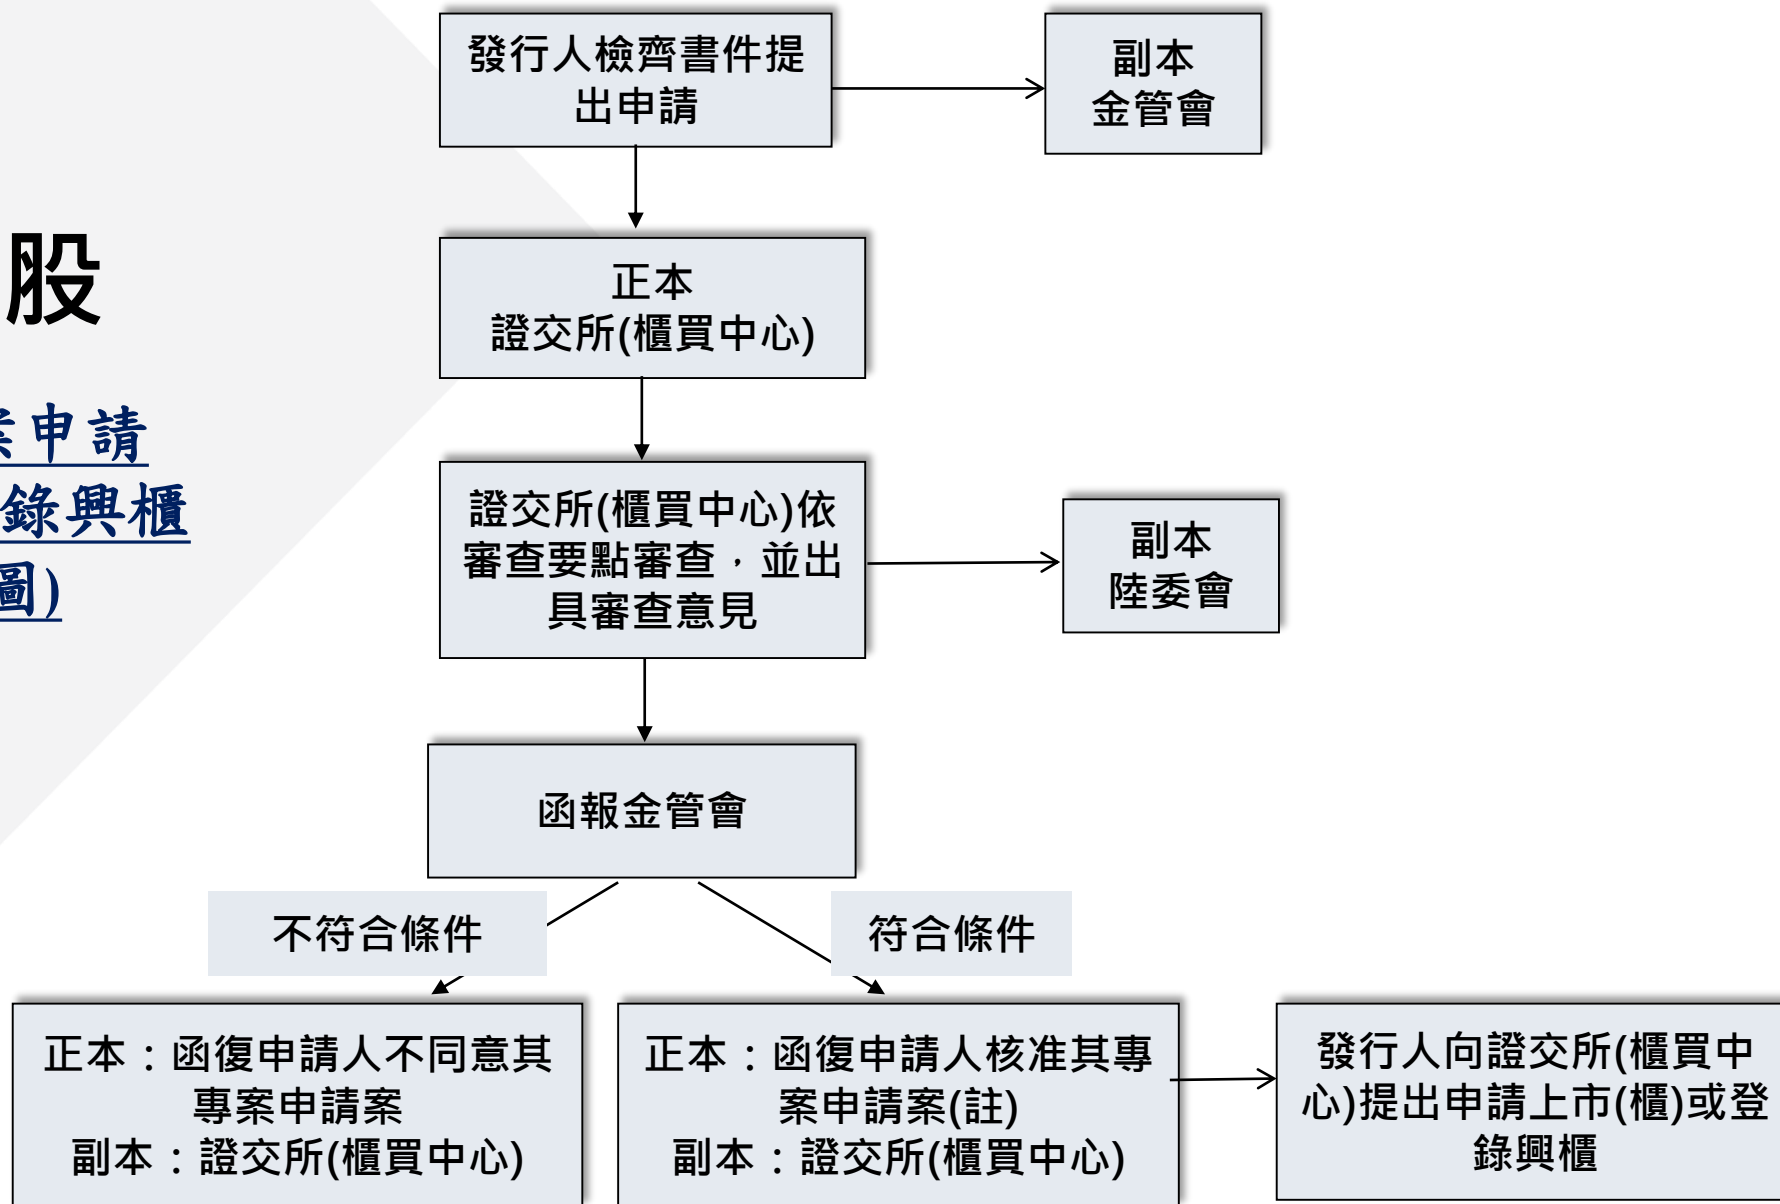 發行人檢齊書件提
出申請
副本
金管會
正本
證交所(櫃買中心)
股
申請
錄興櫃
圖)
證交所(櫃買中心)依
審查要點審查，並出
具審查意見
副本
陸委會
函報金管會
不符合條件
符合條件
正本：函復申請人不同意其
專案申請案
副本：證交所(櫃買中心)
正本：函復申請人核准其專
案申請案(註)
副本：證交所(櫃買中心)
發行人向證交所(櫃買中
心)提出申請上市(櫃)或登
錄興櫃